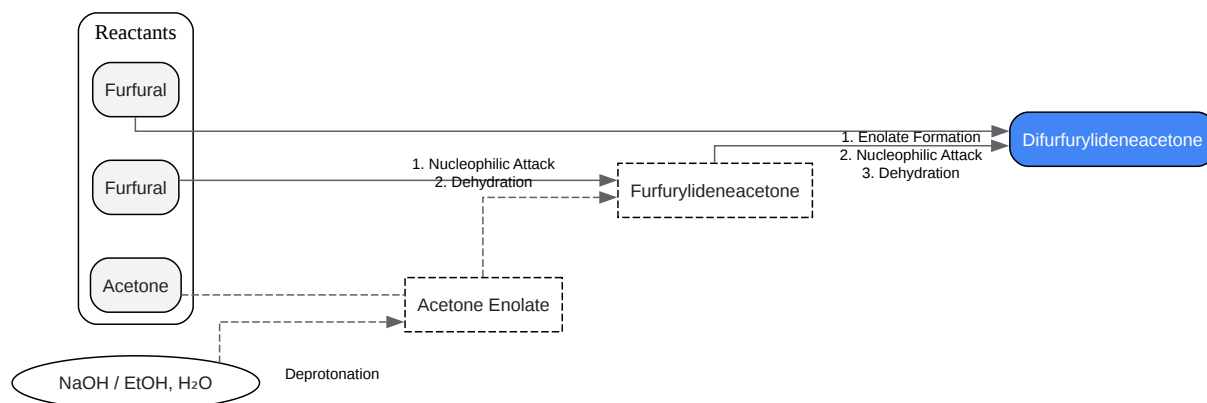 Reactants
Furfural
1. Enolate Formation
2. Nucleophilic Attack
3. Dehydration
Difurfurylideneacetone
1. Nucleophilic Attack
2. Dehydration
Furfural
Furfurylideneacetone
Acetone
Acetone Enolate
NaOH / EtOH, H₂O
Deprotonation